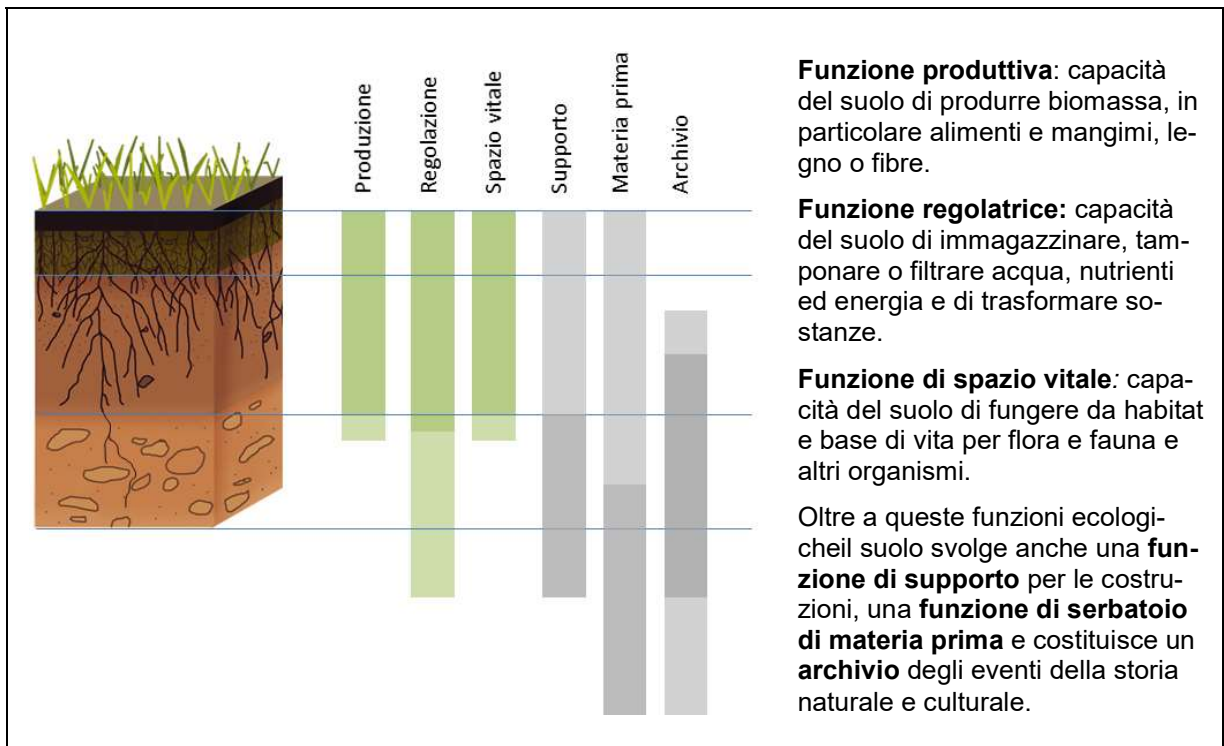 Produzione
Regolazione
Spazio vitale
Supporto
Materia prima
Archivio
Funzione produttiva: capacità
del suolo di produrre biomassa, in
particolare alimenti e mangimi, le-
gno o fibre.
Funzione regolatrice: capacità
del suolo di immagazzinare, tam-
ponare o filtrare acqua, nutrienti
ed energia e di trasformare so-
stanze.
Funzione di spazio vitale: capa-
cità del suolo di fungere da habitat
e base di vita per flora e fauna e
altri organismi.
Oltre a queste funzioni ecologi-
cheil suolo svolge anche una fun-
zione di supporto per le costru-
zioni, una funzione di serbatoio
di materia prima e costituisce un
archivio degli eventi della storia
naturale e culturale.